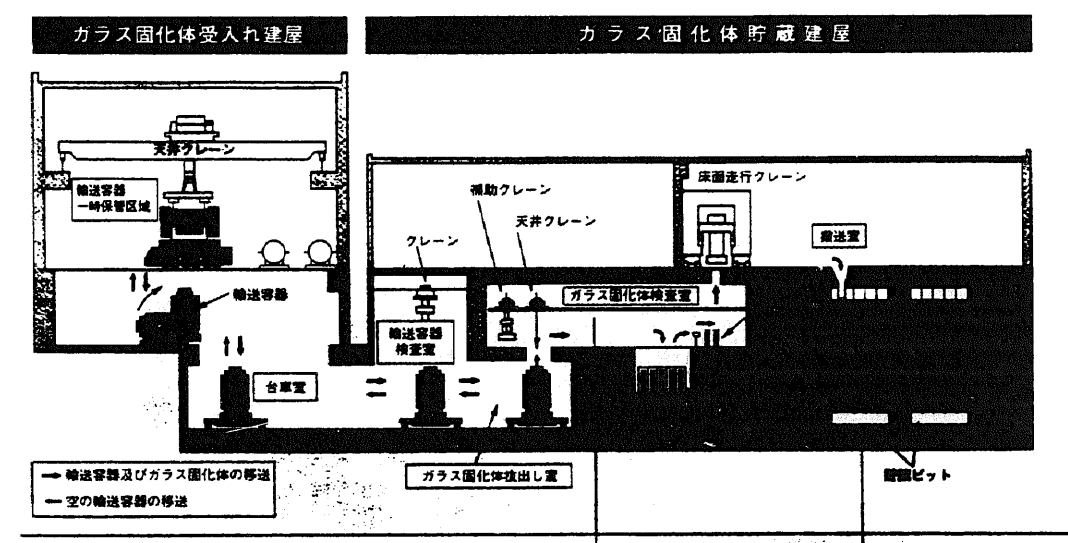 ガラス固化体受入れ建屋
ガラス固化体貯蔵建屋
天井クレーン
輸送容器
一時保管区域
床面走行クレーン
補助クレーン
天井クレーン
クレーン
搬送室
輸送容器
ガラス固化体検査室
輸送容器
検査室
台車室
輸送容器及びガラス固化体の移送
空の輸送容器の移送
ガラス固化体抜出し室
貯蔵ピット